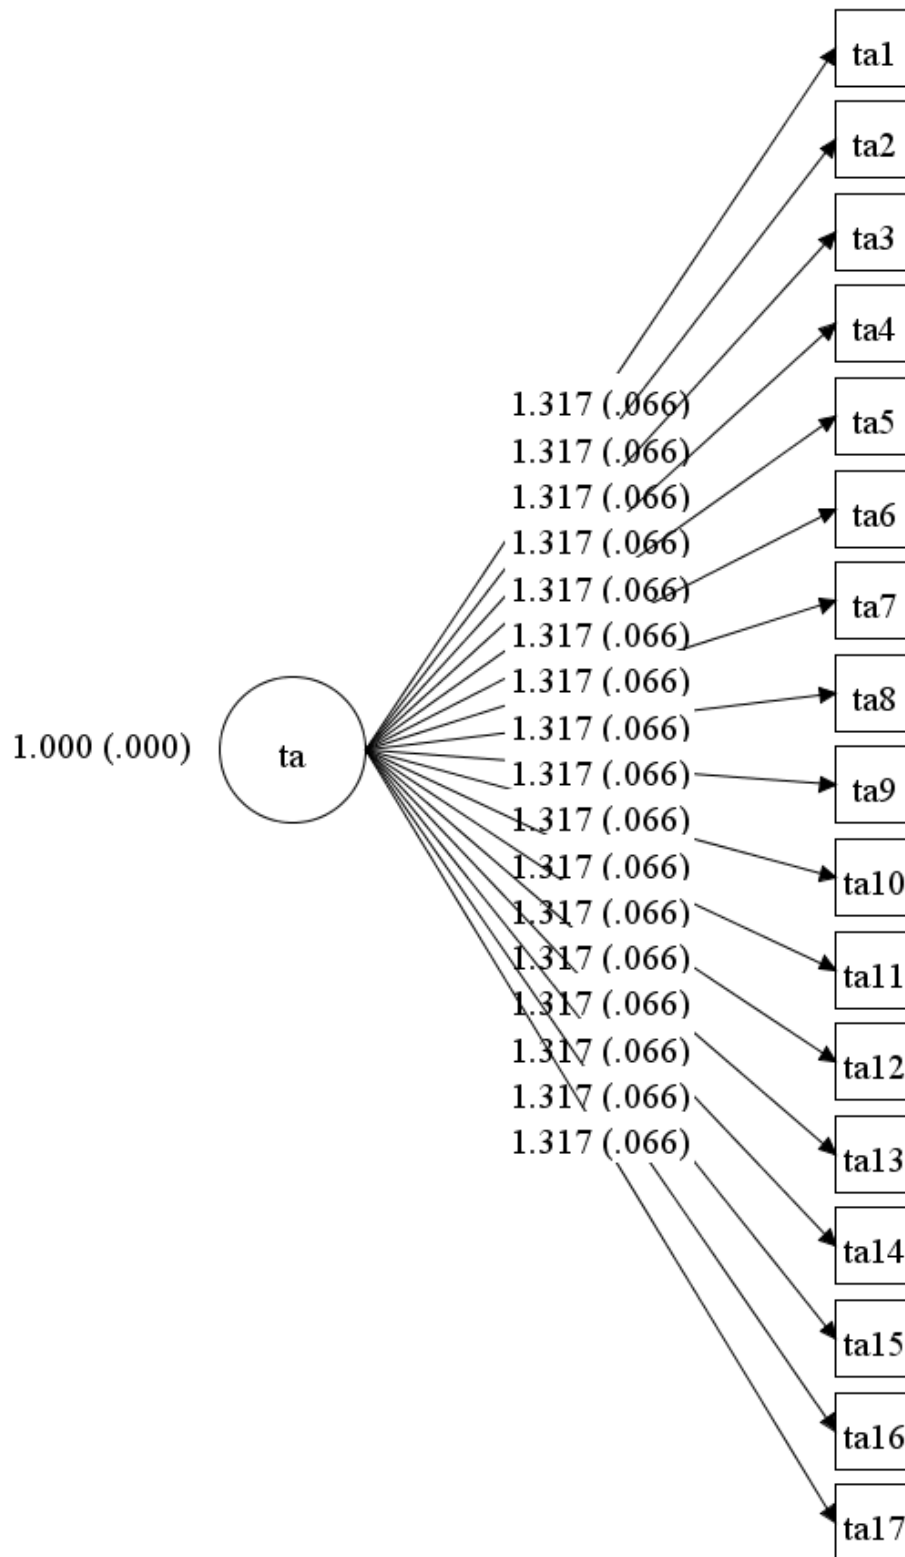 ta1
ta2
ta3
ta4
1.317 (.066)
ta5
1.317 (.066)
1.317 (.066)
ta6
1.317 (.066)
1.317 (.066)
ta7
1.317 (.066)
1.317 (.066)
ta8
1.317 (.066)
1.000 (.000)
ta
1.317 (.066)
ta9
1.317 (.066)
1.317 (.066)
ta10
1.317 (.066)
1.317 (.066)
ta11
1.317 (.066)
1.317 (.066)
ta12
1.317 (.066)
1.317 (.066)
ta13
ta14
ta15
ta16
ta17